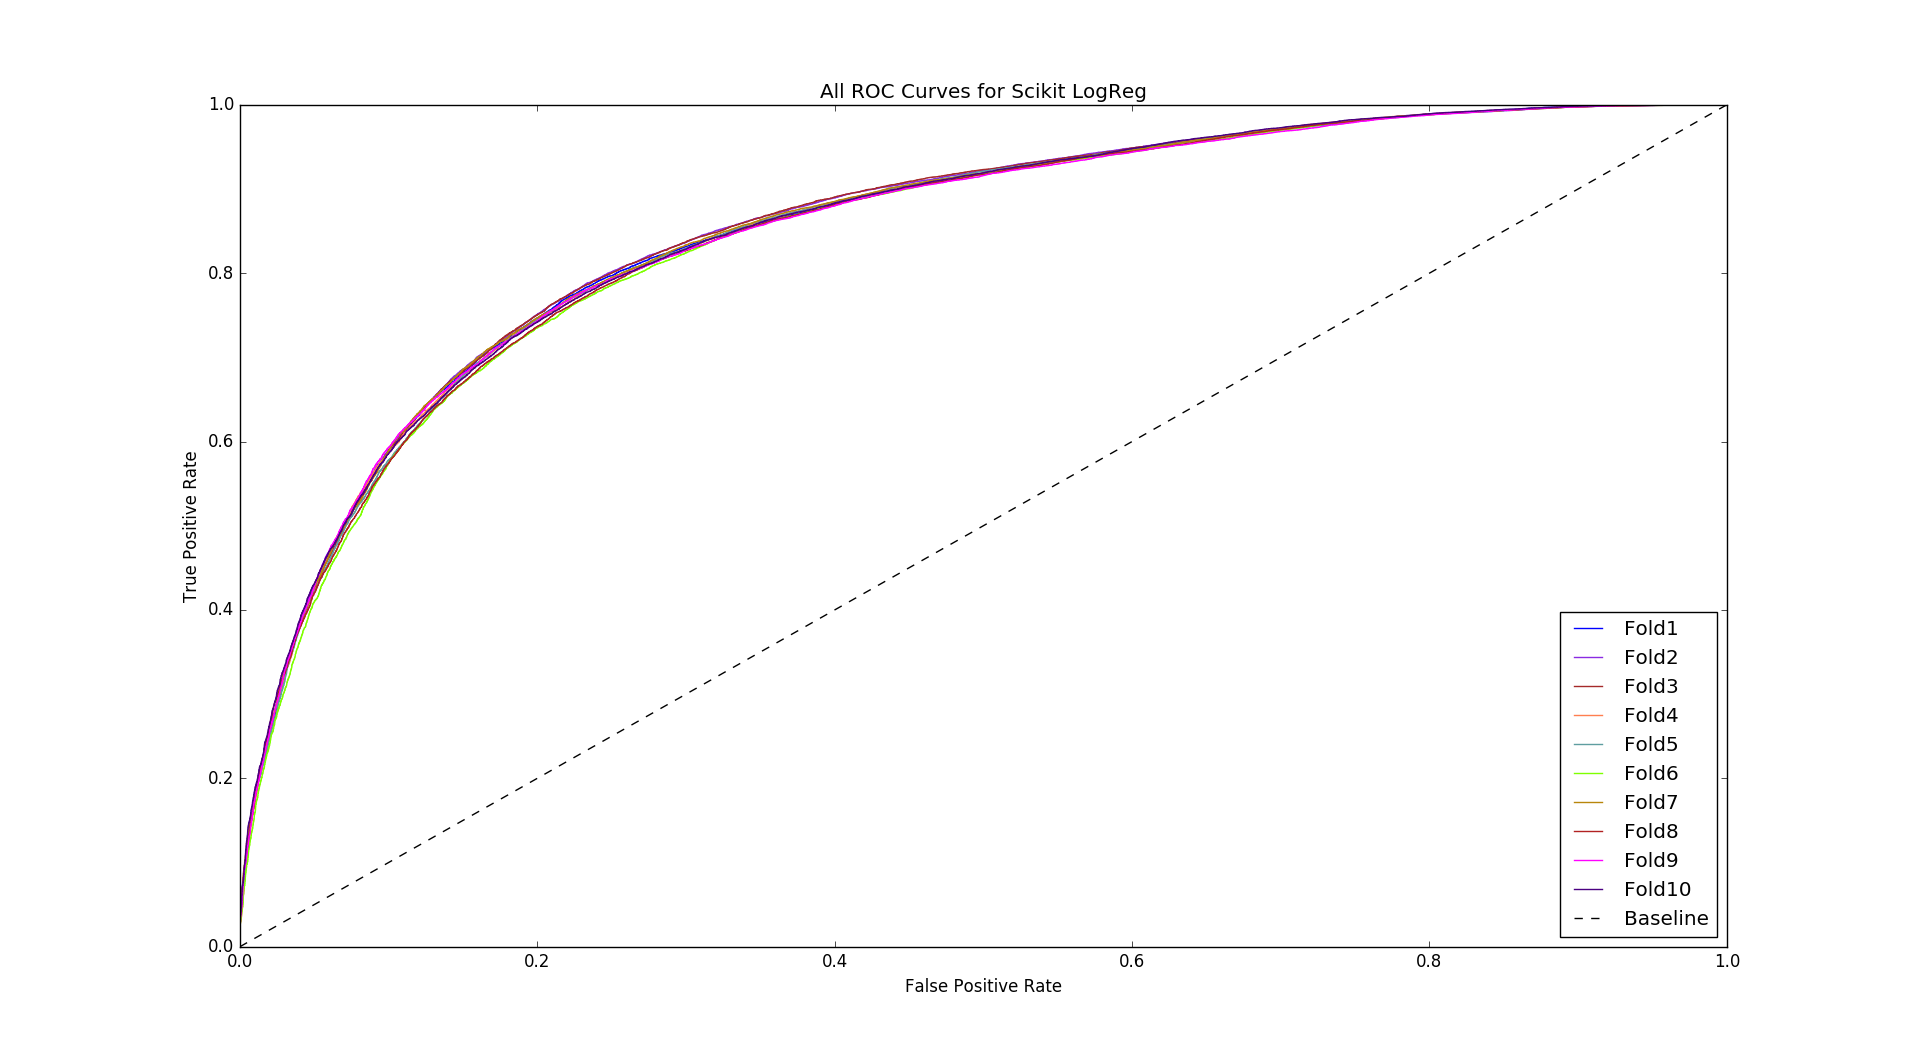 All ROC Curves for Scikit LogReg
1.0
0.8
0.6
0.4
0.2
0.0
True Positive Rate
0.0 0.2 0.4 0.6 0.8 1.0
False Positive Rate
Fold1
Fold2
Fold3
Fold4
Fold5
Fold6
Fold7
Fold8
Fold9
Fold10
Baseline